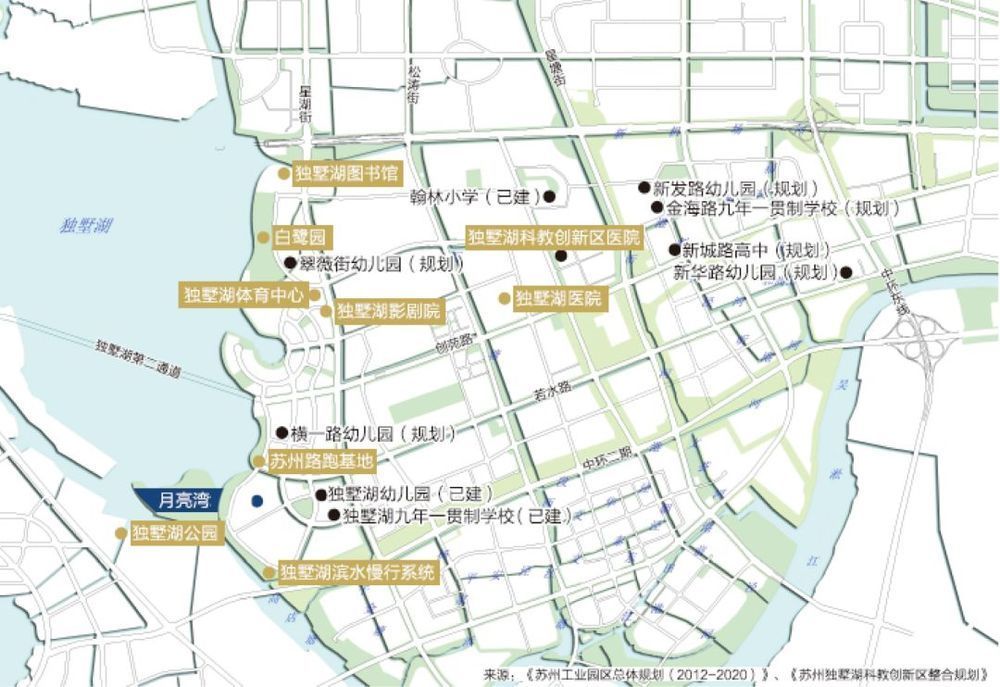 星塘街
松涛街
星湖街
独墅湖图书馆
翰林小学（已建）
新发路幼儿园（规划）
金海路九年一贯制学校（规划）
独墅湖
白鹭园
独墅湖科教创新区医院
新城路高中（规划）
翠薇街幼儿园（规划）
新华路幼儿园（规划）
独墅湖体育中心
独墅湖医院
中环东线
独墅湖影剧院
创苑路
独墅湖第二通道
若水路
吴淞江
横一路幼儿园（规划）
苏州路跑基地
中环二期
月亮湾
独墅湖幼儿园（已建）
独墅湖九年一贯制学校（已建）
独墅湖公园
独墅湖滨水慢行系统
来源：《苏州工业园区总体规划（2012-2020）》、《苏州独墅湖科教创新区整合规划》